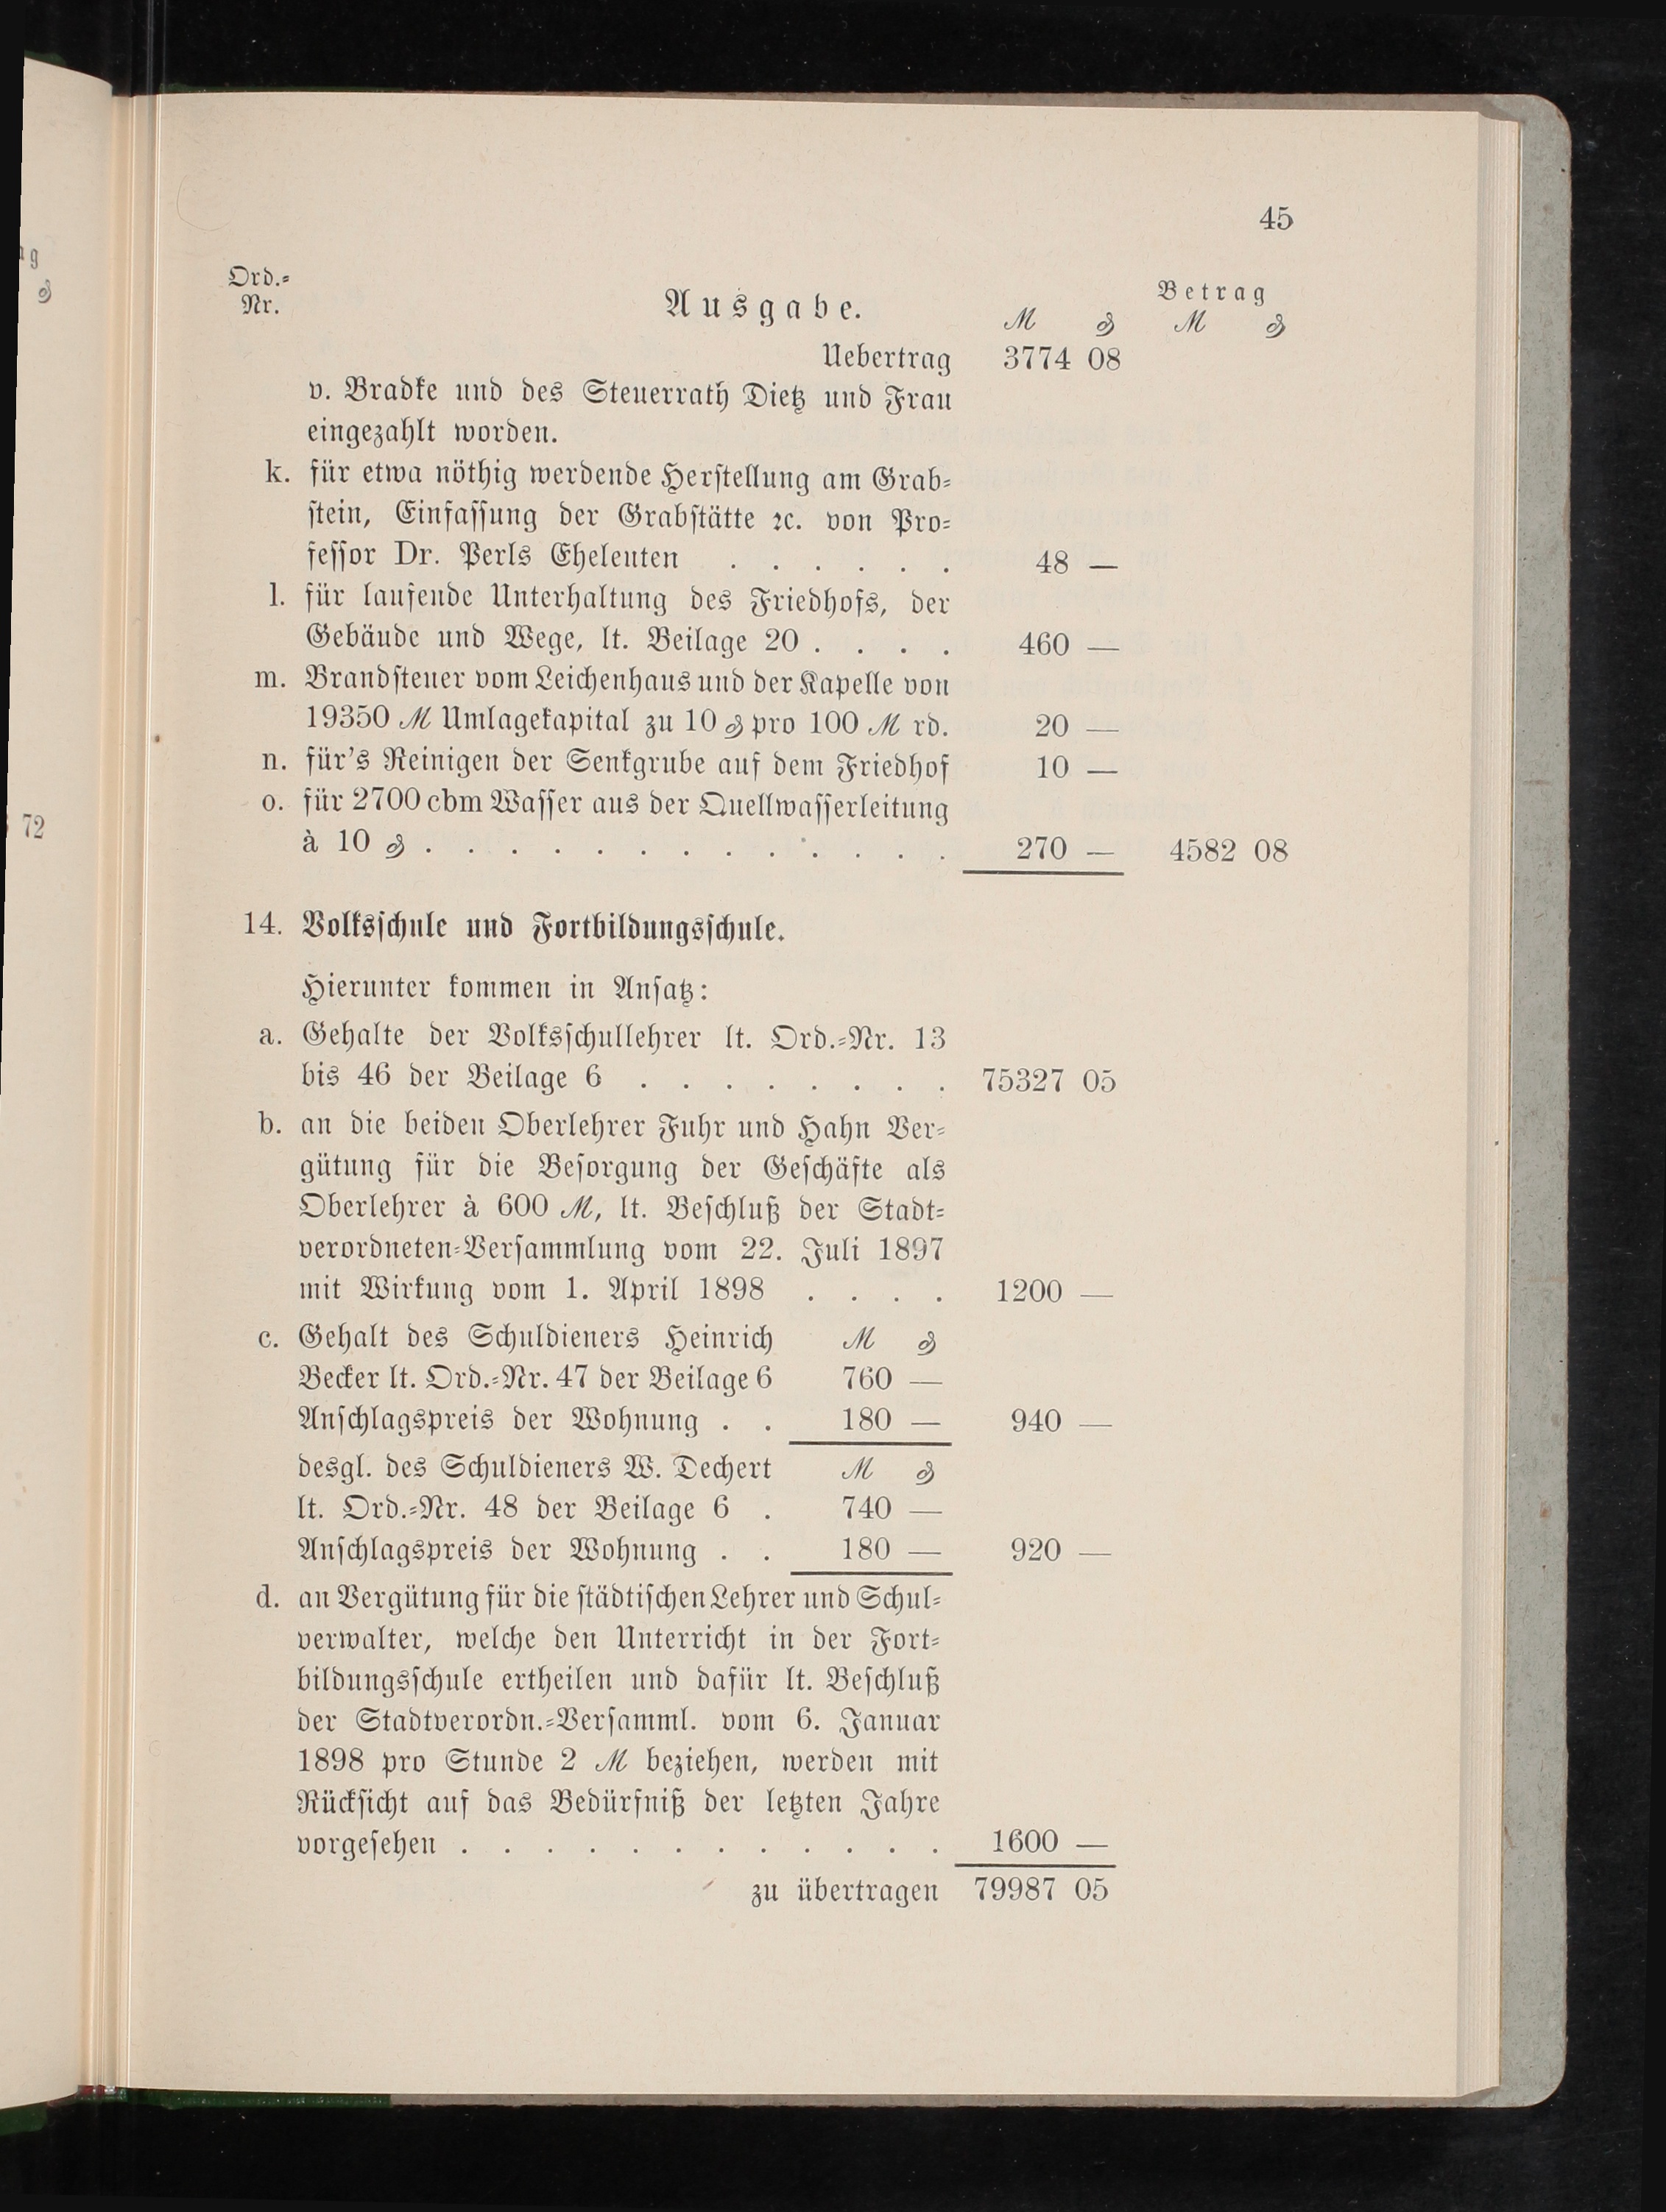 45
Ord.-
Nr.
Ausgabe.
Betrag
ℳ ₰ ℳ ₰
Uebertrag 3774 08
v. Bradke und des Steuerrath Dietz und Frau
eingezahlt worden.
k. für etwa nöthig werdende Herstellung am Grab-
stein, Einfassung der Grabstätte ꝛc. von Pro-
fessor Dr. Perls Eheleuten . . . . . . 48 —
l. für laufende Unterhaltung des Friedhofs, der
Gebäude und Wege, lt. Beilage 20 . . . . 460 —
m. Brandsteuer vom Leichenhaus und der Kapelle von
19350 ℳ Umlagekapital zu 10 ₰ pro 100 ℳ rd. 20 —
n. für's Reinigen der Senkgrube auf dem Friedhof 10 —
o. für 2700 cbm Wasser aus der Quellwasserleitung
à 10 ₰ . . . . . . . . . . . . . 270 — 4582 08
14. Volksschule und Fortbildungsschule.
Hierunter kommen in Ansatz:
a. Gehalte der Volksschullehrer lt. Ord.-Nr. 13
bis 46 der Beilage 6 . . . . . . . . 75327 05
b. an die beiden Oberlehrer Fuhr und Hahn Ver-
gütung für die Besorgung der Geschäfte als
Oberlehrer à 600 ℳ, lt. Beschluß der Stadt-
verordneten-Versammlung vom 22. Juli 1897
mit Wirkung vom 1. April 1898 . . . . 1200 —
c. Gehalt des Schuldieners Heinrich ℳ ₰
Becker lt. Ord.-Nr. 47 der Beilage 6 760 —
Anschlagspreis der Wohnung . . 180 — 940 —
desgl. des Schuldieners W. Dechert ℳ ₰
lt. Ord.-Nr. 48 der Beilage 6 . 740 —
Anschlagspreis der Wohnung . . 180 — 920 —
d. an Vergütung für die städtischen Lehrer und Schul-
verwalter, welche den Unterricht in der Fort-
bildungsschule ertheilen und dafür lt. Beschluß
der Stadtverordn.-Versamml. vom 6. Januar
1898 pro Stunde 2 ℳ beziehen, werden mit
Rücksicht auf das Bedürfniß der letzten Jahre
vorgesehen . . . . . . . . . . . . 1600 —
zu übertragen 79987 05
₰
72